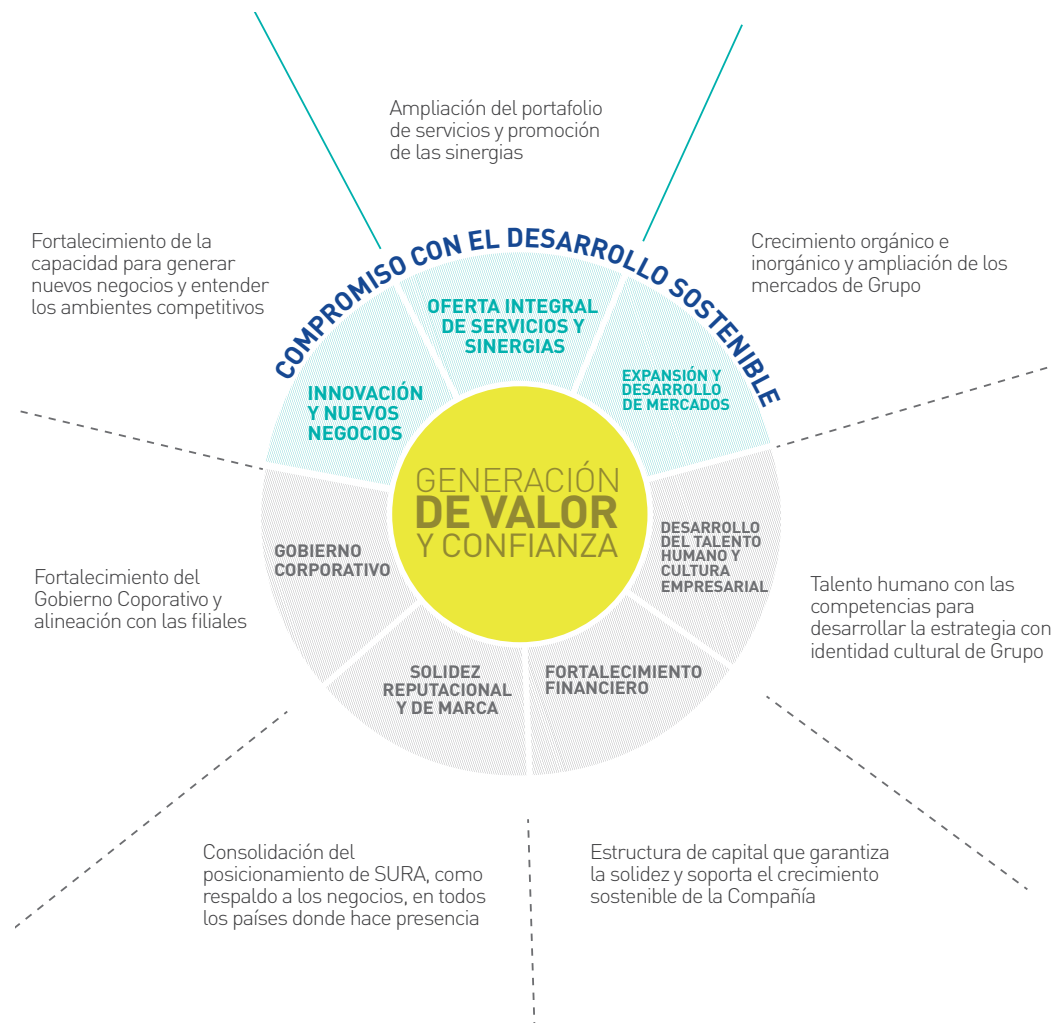 Ampliación del portafolio
de servicios y promoción
de las sinergias
Fortalecimiento de la
capacidad para generar
nuevos negocios y entender
los ambientes competitivos
Crecimiento orgánico e
inorgánico y ampliación de los
mercados de Grupo
COMPROMISO CON EL DESARROLLO SOSTENIBLE
OFERTA INTEGRAL
DE SERVICIOS Y
SINERGIAS
INNOVACIÓN
Y NUEVOS
NEGOCIOS
EXPANSIÓN Y
DESARROLLO
DE MERCADOS
GENERACIÓN
DE VALOR
Y CONFIANZA
GOBIERNO
CORPORATIVO
DESARROLLO
DEL TALENTO
HUMANO Y
CULTURA
EMPRESARIAL
Fortalecimiento del
Gobierno Coporativo y
alineación con las filiales
Talento humano con las
competencias para
desarrollar la estrategia con
identidad cultural de Grupo
SOLIDEZ
REPUTACIONAL
Y DE MARCA
FORTALECIMIENTO
FINANCIERO
Consolidación del
posicionamiento de SURA, como
respaldo a los negocios, en todos
los países donde hace presencia
Estructura de capital que garantiza
la solidez y soporta el crecimiento
sostenible de la Compañía